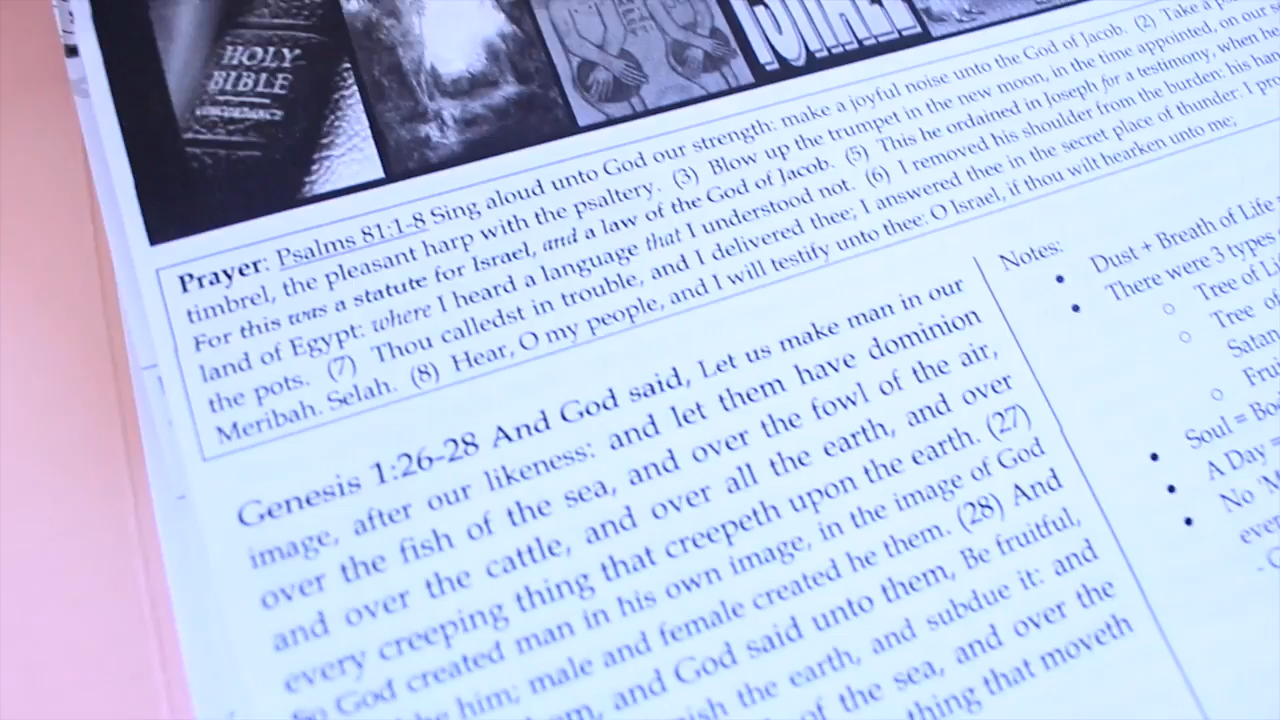 HOLY
BIBLE
CONCORDANCE
ISRAEL
Prayer: Psalms 81:1-8 Sing aloud unto God our strength: make a joyful noise unto the God of Jacob. (2) Take a
timbrel, the pleasant harp with the psaltery. (3) Blow up the trumpet in the new moon, in the time appointed, on our
For this was a statute for Israel, and a law of the God of Jacob. (5) This he ordained in Joseph for a testimony, when he
land of Egypt: where I heard a language that I understood not. (6) I removed his shoulder from the burden: his
the pots. (7) Thou calledst in trouble, and I delivered thee; I answered thee in the secret place of thunder: I
Meribah. Selah. (8) Hear, O my people, and I will testify unto thee: O Israel, if thou wilt hearken unto me;
Genesis 1:26-28 And God said, Let us make man in our
image, after our likeness: and let them have dominion
over the fish of the sea, and over the fowl of the air,
and over the cattle, and over all the earth, and over
every creeping thing that creepeth upon the earth. (27)
So God created man in his own image, in the image of God
he him; male and female created he them. (28) And
and God said unto them, Be fruitful,
the earth, and subdue it: and
of the sea, and over the
thing that moveth
Notes:
• Dust + Breath of Life
• There were 3 types
○ Tree of
○ Tree of
Satan
○
• Soul =
• A Day =
• No